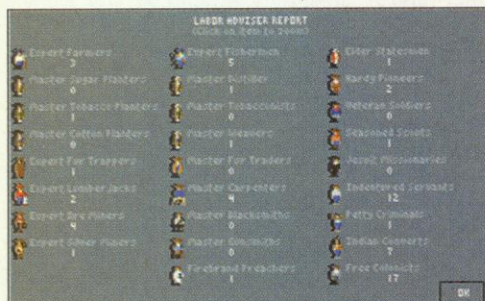 LABOR ADVISER REPORT
(Click on item to zoom)
Expert Farmers
3
Master Sugar Planters
0
Master Tobacco Planters
1
Master Cotton Planters
0
Expert Fur Trappers
1
Expert Lumber Jacks
2
Expert Ore Miners
4
Expert Silver Miners
1
Expert Fishermen
5
Master Distiller
1
Master Tobacconists
0
Master Weavers
1
Master Fur Traders
0
Master Carpenters
4
Master Blacksmiths
0
Master Gunsmiths
0
Firebrand Preachers
1
Elder Statesmen
1
Hardy Pioneers
2
Veteran Soldiers
0
Seasoned Scouts
1
Jesuit Missionaries
0
Indentured Servants
12
Petty Criminals
Indian Converts
7
Free Colonists
17
OK